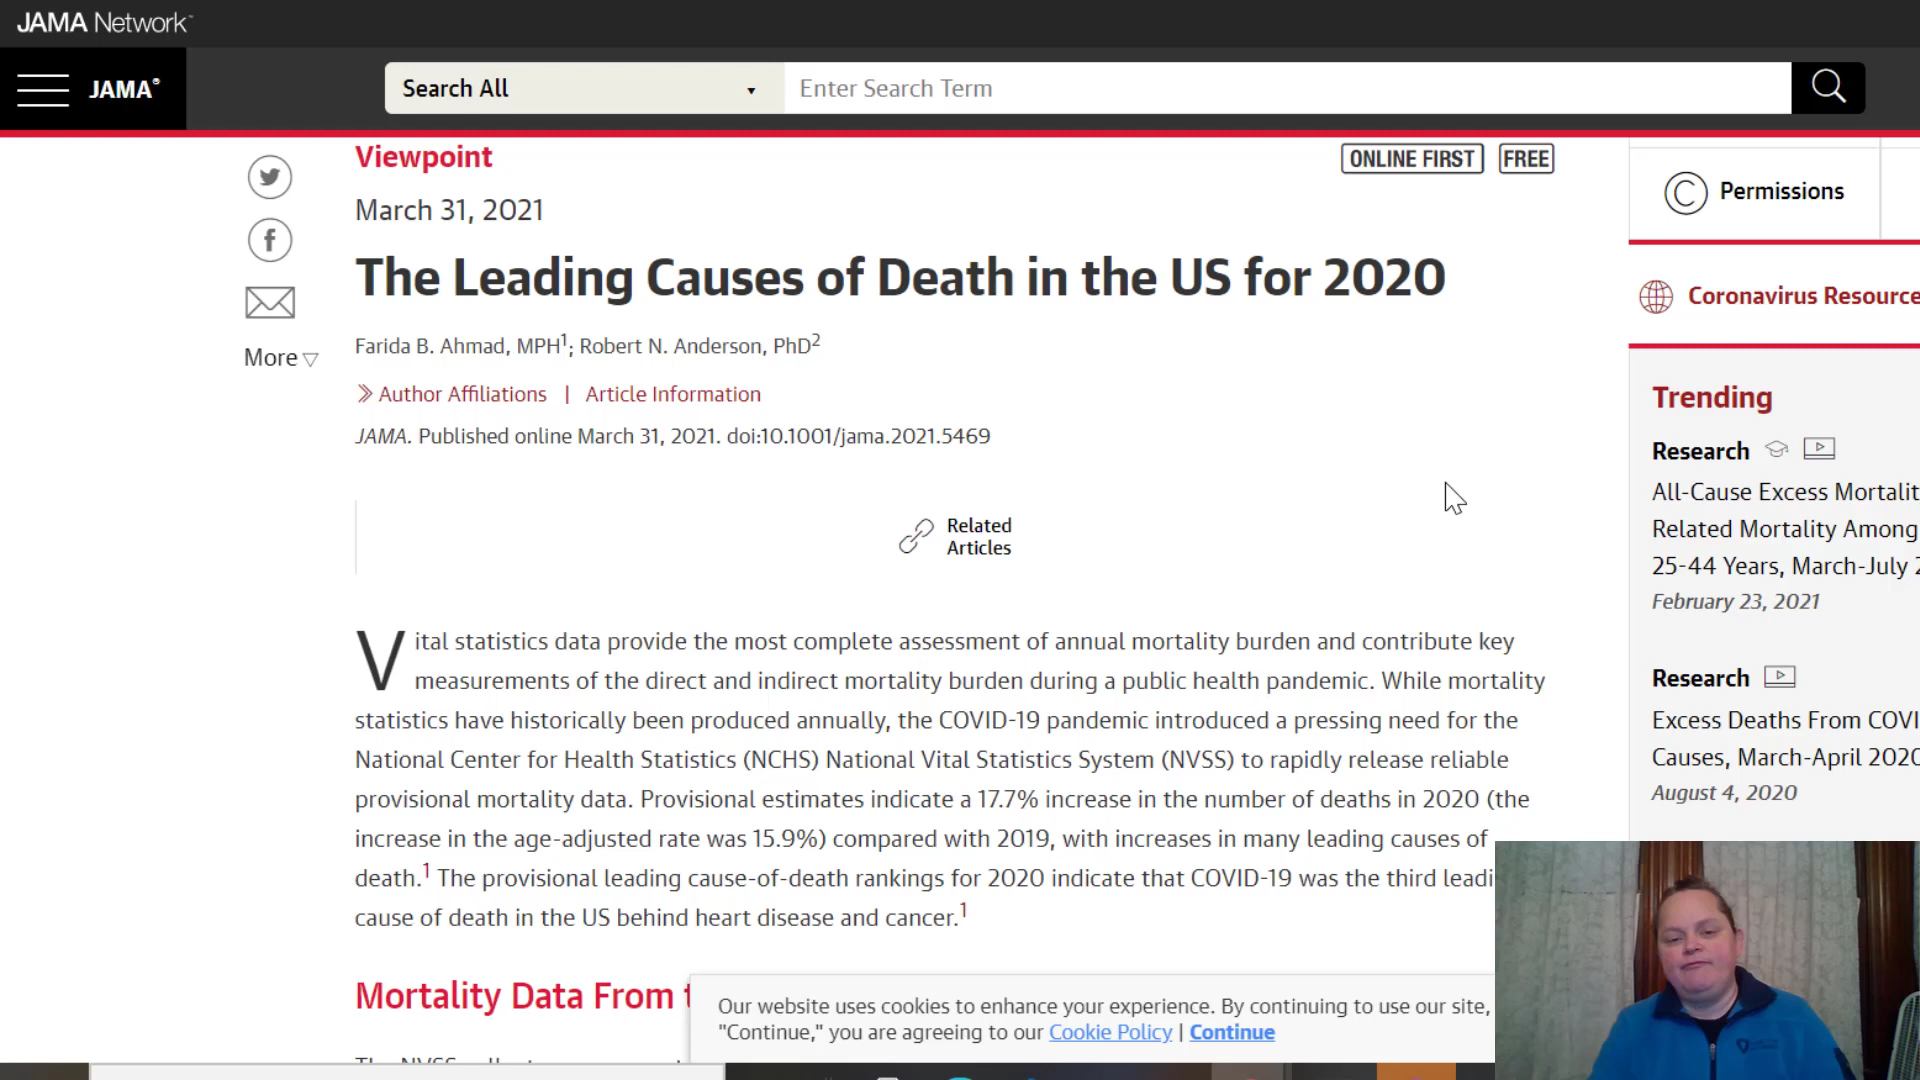 JAMA Network™
JAMA®
Search All
Enter Search Term
Viewpoint
ONLINE FIRST
FREE
March 31, 2021
The Leading Causes of Death in the US for 2020
Farida B. Ahmad, MPH1; Robert N. Anderson, PhD2
Author Affiliations | Article Information
JAMA. Published online March 31, 2021. doi:10.1001/jama.2021.5469
More
Related
Articles
Vital statistics data provide the most complete assessment of annual mortality burden and contribute key
measurements of the direct and indirect mortality burden during a public health pandemic. While mortality
statistics have historically been produced annually, the COVID-19 pandemic introduced a pressing need for the
National Center for Health Statistics (NCHS) National Vital Statistics System (NVSS) to rapidly release reliable
provisional mortality data. Provisional estimates indicate a 17.7% increase in the number of deaths in 2020 (the
increase in the age-adjusted rate was 15.9%) compared with 2019, with increases in many leading causes of
death.1 The provisional leading cause-of-death rankings for 2020 indicate that COVID-19 was the third leadi
cause of death in the US behind heart disease and cancer.1
Mortality Data From
Our website uses cookies to enhance your experience. By continuing to use our site,
"Continue," you are agreeing to our Cookie Policy | Continue
Permissions
Coronavirus Resource
Trending
Research
All-Cause Excess Mortalit
Related Mortality Among
25-44 Years, March-July
February 23, 2021
Research
Excess Deaths From COVI
Causes, March-April 2020
August 4, 2020